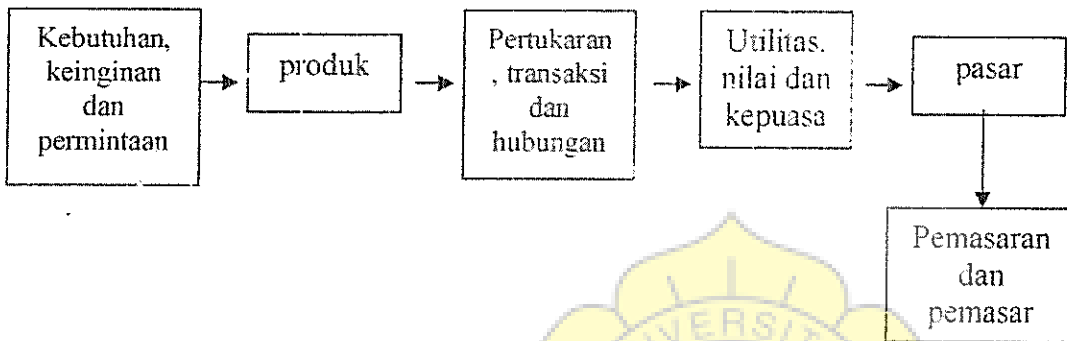 Kebutuhan,
keinginan
dan
permintaan
produk
Pertukaran
, transaksi
dan
hubungan
Utilitas.
nilai dan
kepuasa
pasar
Pemasaran
dan
pemasar